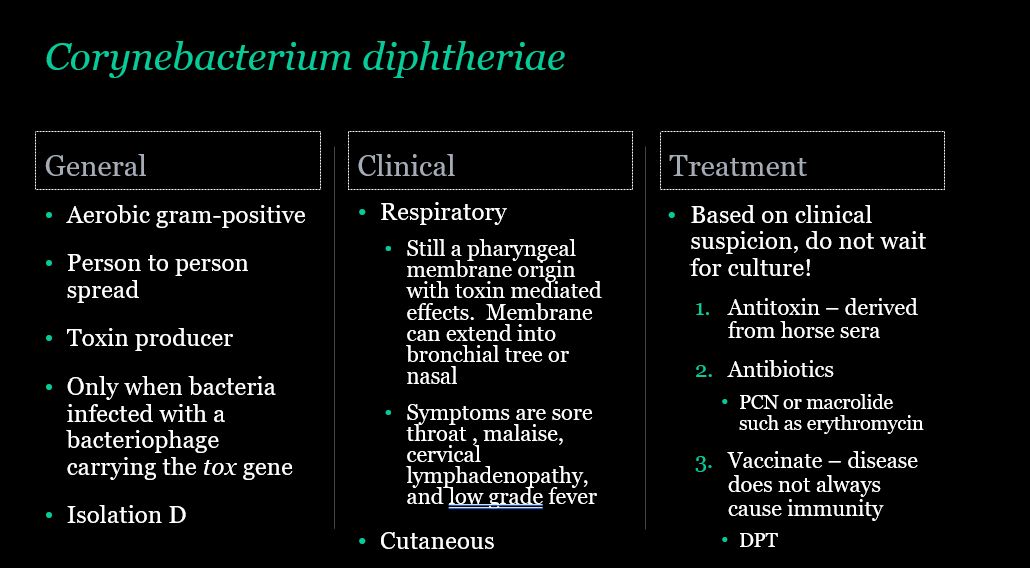 Corynebacterium diphtheriae
General
• Aerobic gram-positive
• Person to person
spread
• Toxin producer
• Only when bacteria
infected with a
bacteriophage
carrying the tox gene
• Isolation D
Clinical
• Respiratory
• Still a pharyngeal
membrane origin
with toxin mediated
effects.  Membrane
can extend into
bronchial tree or
nasal
• Symptoms are sore
throat , malaise,
cervical
lymphadenopathy,
and low grade fever
• Cutaneous
Treatment
• Based on clinical
suspicion, do not wait
for culture!
1. Antitoxin – derived
from horse sera
2. Antibiotics
• PCN or macrolide
such as erythromycin
3. Vaccinate – disease
does not always
cause immunity
• DPT